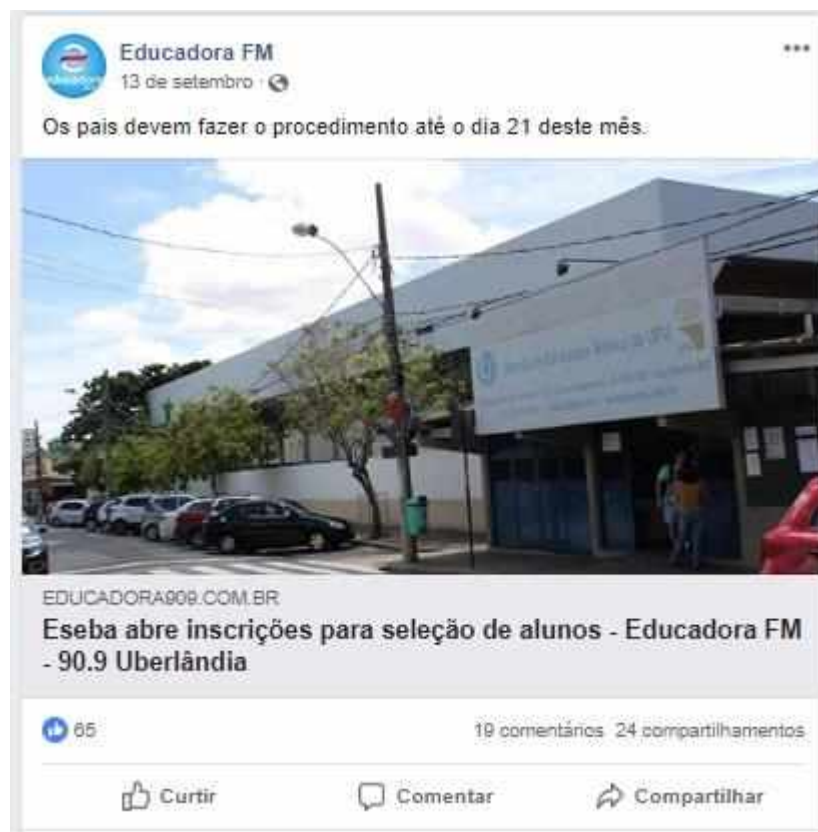 Educadora FM
13 de setembro
Os pais devem fazer o procedimento até o dia 21 deste mês.
EDUCADORA909.COM.BR
Eseba abre inscrições para seleção de alunos - Educadora FM
- 90.9 Uberlândia
65 19 comentários 24 compartilhamentos
Curtir Comentar Compartilhar